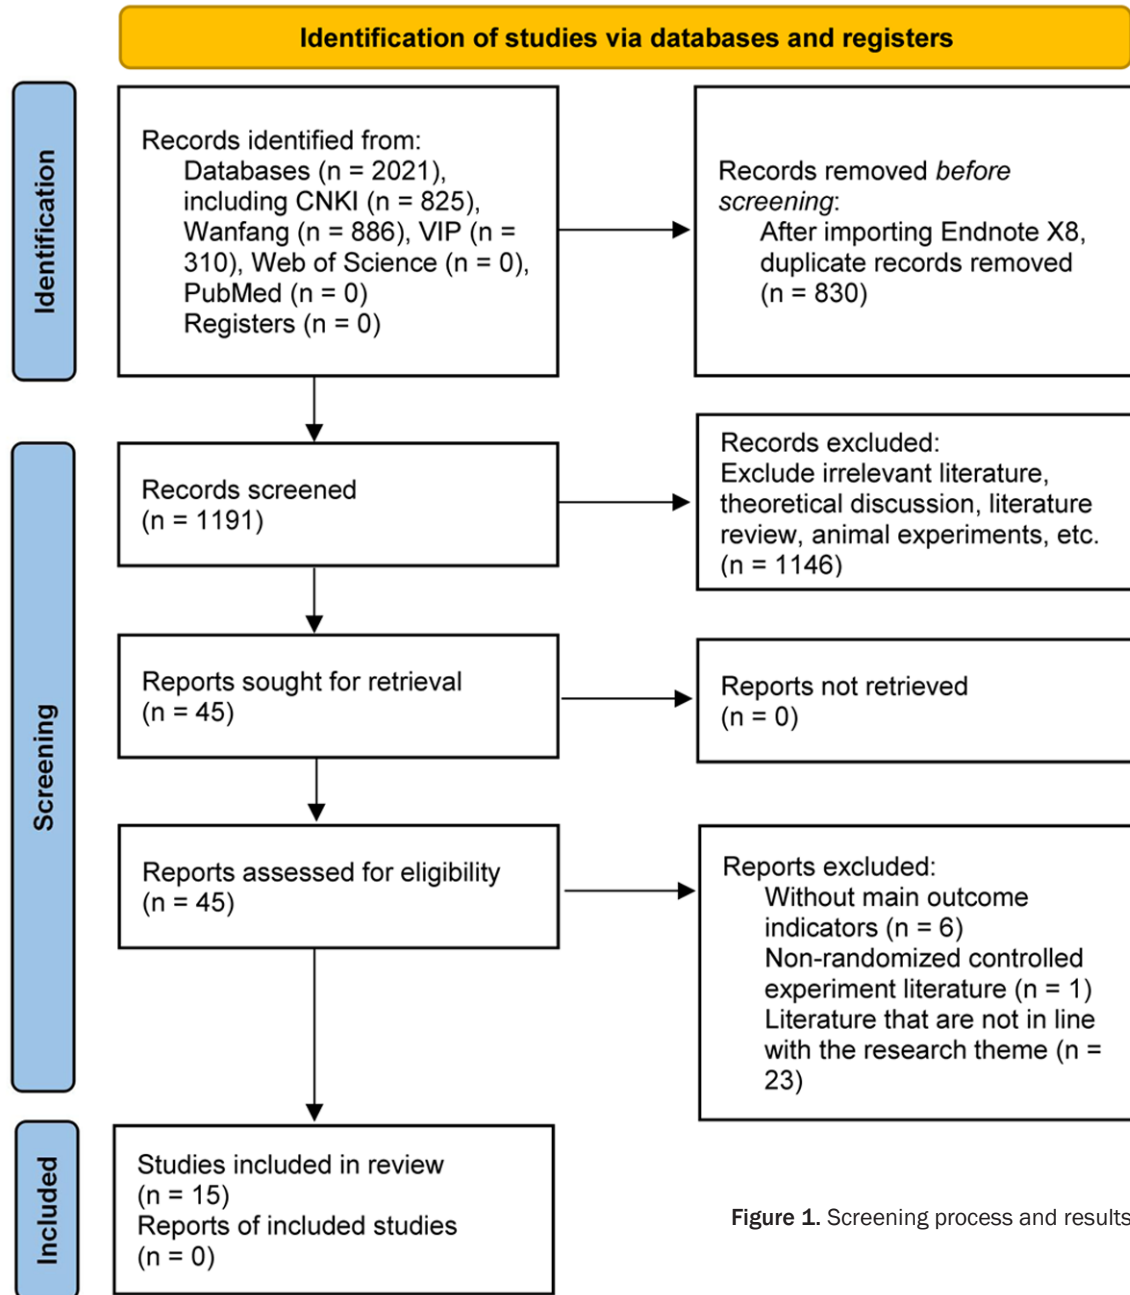 Identification of studies via databases and registers
Identification
Records identified from:
Databases (n = 2021),
including CNKI (n = 825),
Wanfang (n = 886), VIP (n =
310), Web of Science (n = 0),
PubMed (n = 0)
Registers (n = 0)
Records removed before
screening:
After importing Endnote X8,
duplicate records removed
(n = 830)
Screening
Records screened
(n = 1191)
Records excluded:
Exclude irrelevant literature,
theoretical discussion, literature
review, animal experiments, etc.
(n = 1146)
Reports sought for retrieval
(n = 45)
Reports not retrieved
(n = 0)
Reports assessed for eligibility
(n = 45)
Reports excluded:
Without main outcome
indicators (n = 6)
Non-randomized controlled
experiment literature (n = 1)
Literature that are not in line
with the research theme (n =
23)
Included
Studies included in review
(n = 15)
Reports of included studies
(n = 0)
Figure 1. Screening process and results